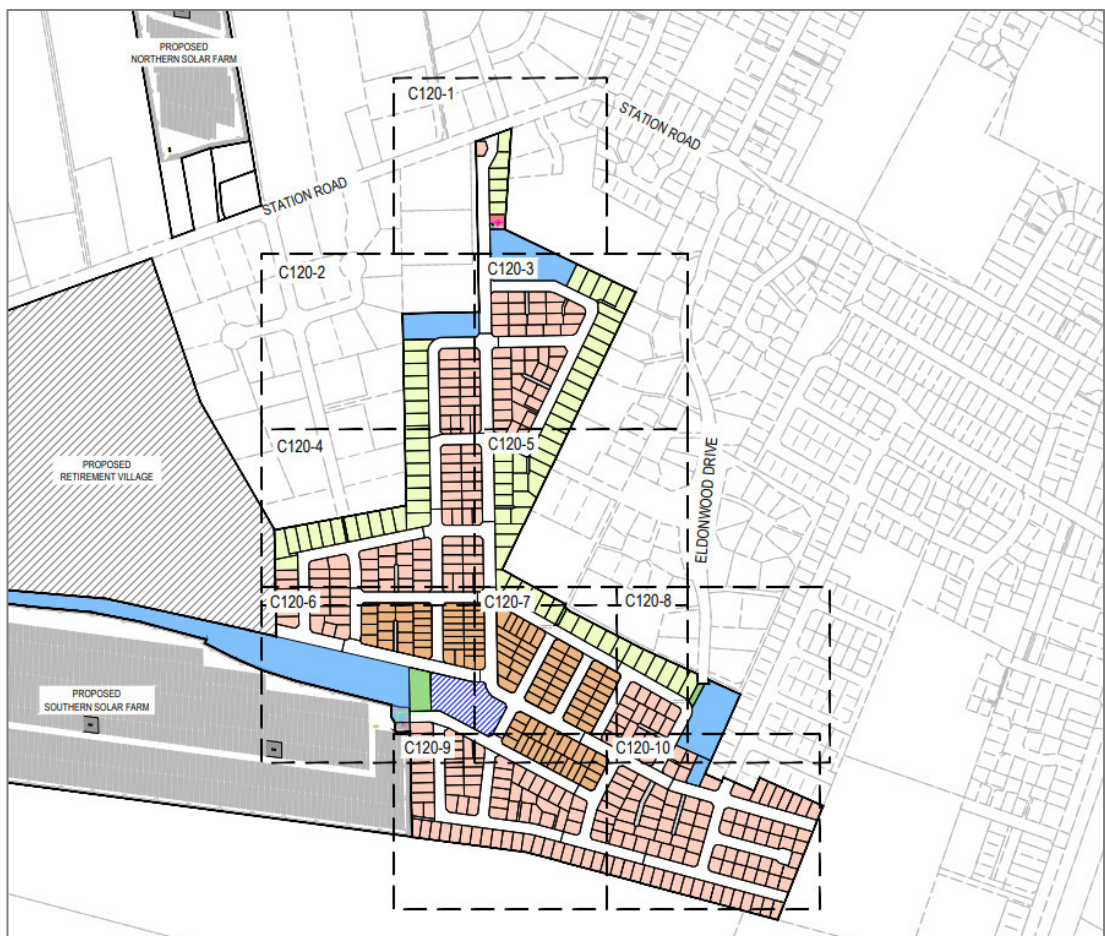 PROPOSED
NORTHERN SOLAR FARM
C120-1
STATION ROAD
STATION ROAD
C120-2
C120-3
C120-4
C120-5
PROPOSED
RETIREMENT VILLAGE
ELDONWOOD DRIVE
C120-6
C120-7
C120-8
PROPOSED
SOUTHERN SOLAR FARM
C120-9
C120-10